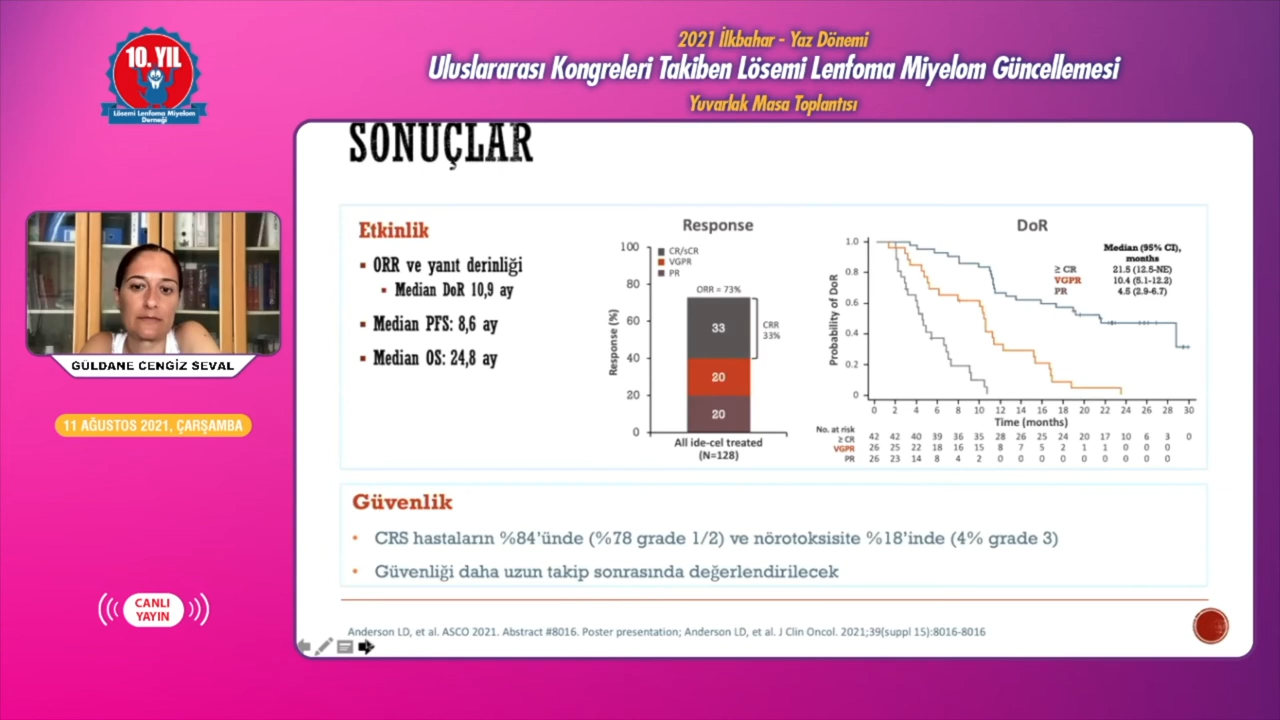 10. YIL
Lösemi Lenfoma Miyelom
Derneği
2021 İlkbahar - Yaz Dönemi
Uluslararası Kongreleri Takiben Lösemi Lenfoma Miyelom Güncellemesi
Yuvarlak Masa Toplantısı
GÜLDANE CENGİZ SEVAL
11 AĞUSTOS 2021, ÇARŞAMBA
CANLI
YAYIN
SONUÇLAR
Etkinlik
ORR ve yanıt derinliği
Median DoR 10,9 ay
Median PFS: 8,6 ay
Median OS: 24,8 ay
Response
CR/sCR
VGPR
PR
ORR = 73%
CRR
33%
33
20
20
100
80
60
40
20
0
Response (%)
All ide-cel treated
(N=128)
DoR
Median (95% CI),
months
≥ CR 21.5 (12.5-NE)
VGPR 10.4 (5.1-12.2)
PR 4.5 (2.9-6.7)
1.0
0.8
0.6
0.4
0.2
0
Probability of DoR
0 2 4 6 8 10 12 14 16 18 20 22 24 26 28 30
Time (months)
No. at risk
≥ CR 42 42 40 39 36 35 28 26 25 24 20 17 10 6 3 0
VGPR 26 25 22 18 16 15 8 7 5 2 1 1 0 0 0
PR 26 23 14 8 4 2 0 0 0 0 0 0 0 0 0
Güvenlik
• CRS hastaların %84’ünde (%78 grade 1/2) ve nörotoksisite %18’inde (4% grade 3)
• Güvenliği daha uzun takip sonrasında değerlendirilecek
Anderson LD, et al. ASCO 2021. Abstract #8016. Poster presentation; Anderson LD, et al. J Clin Oncol. 2021;39(suppl 15):8016-8016